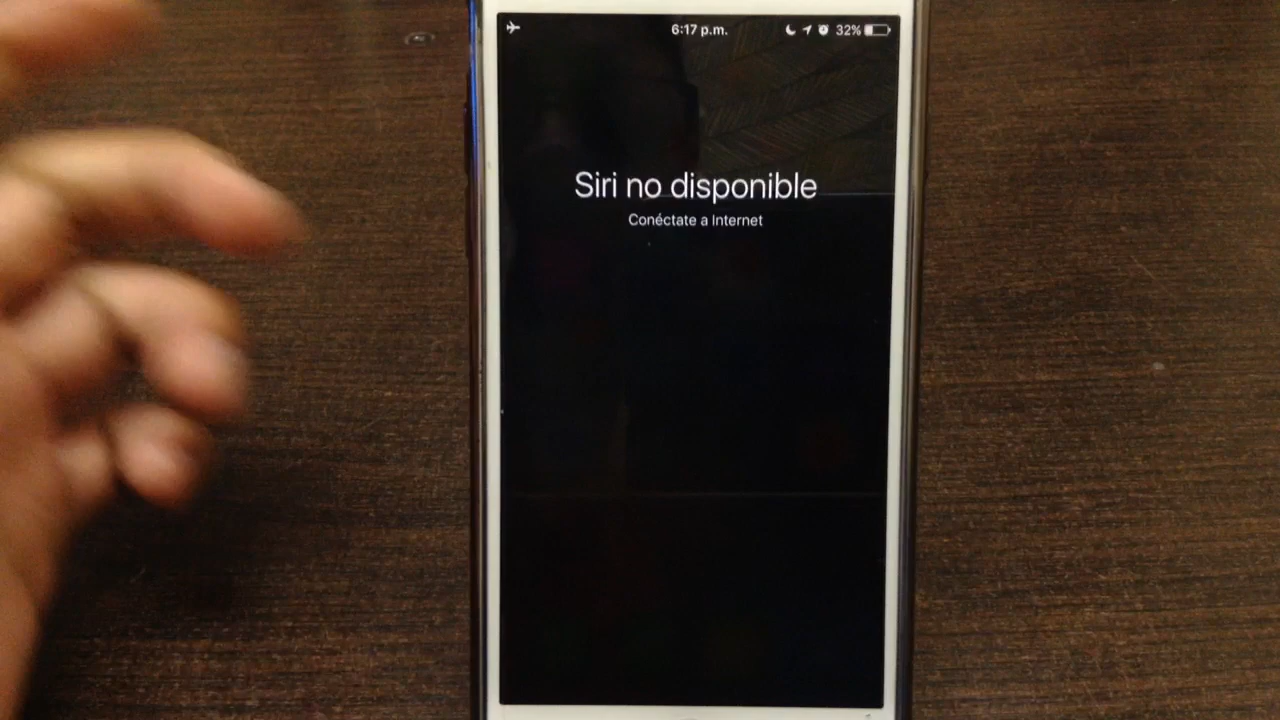 6:17 p.m. 32%
Siri no disponible
Conéctate a Internet